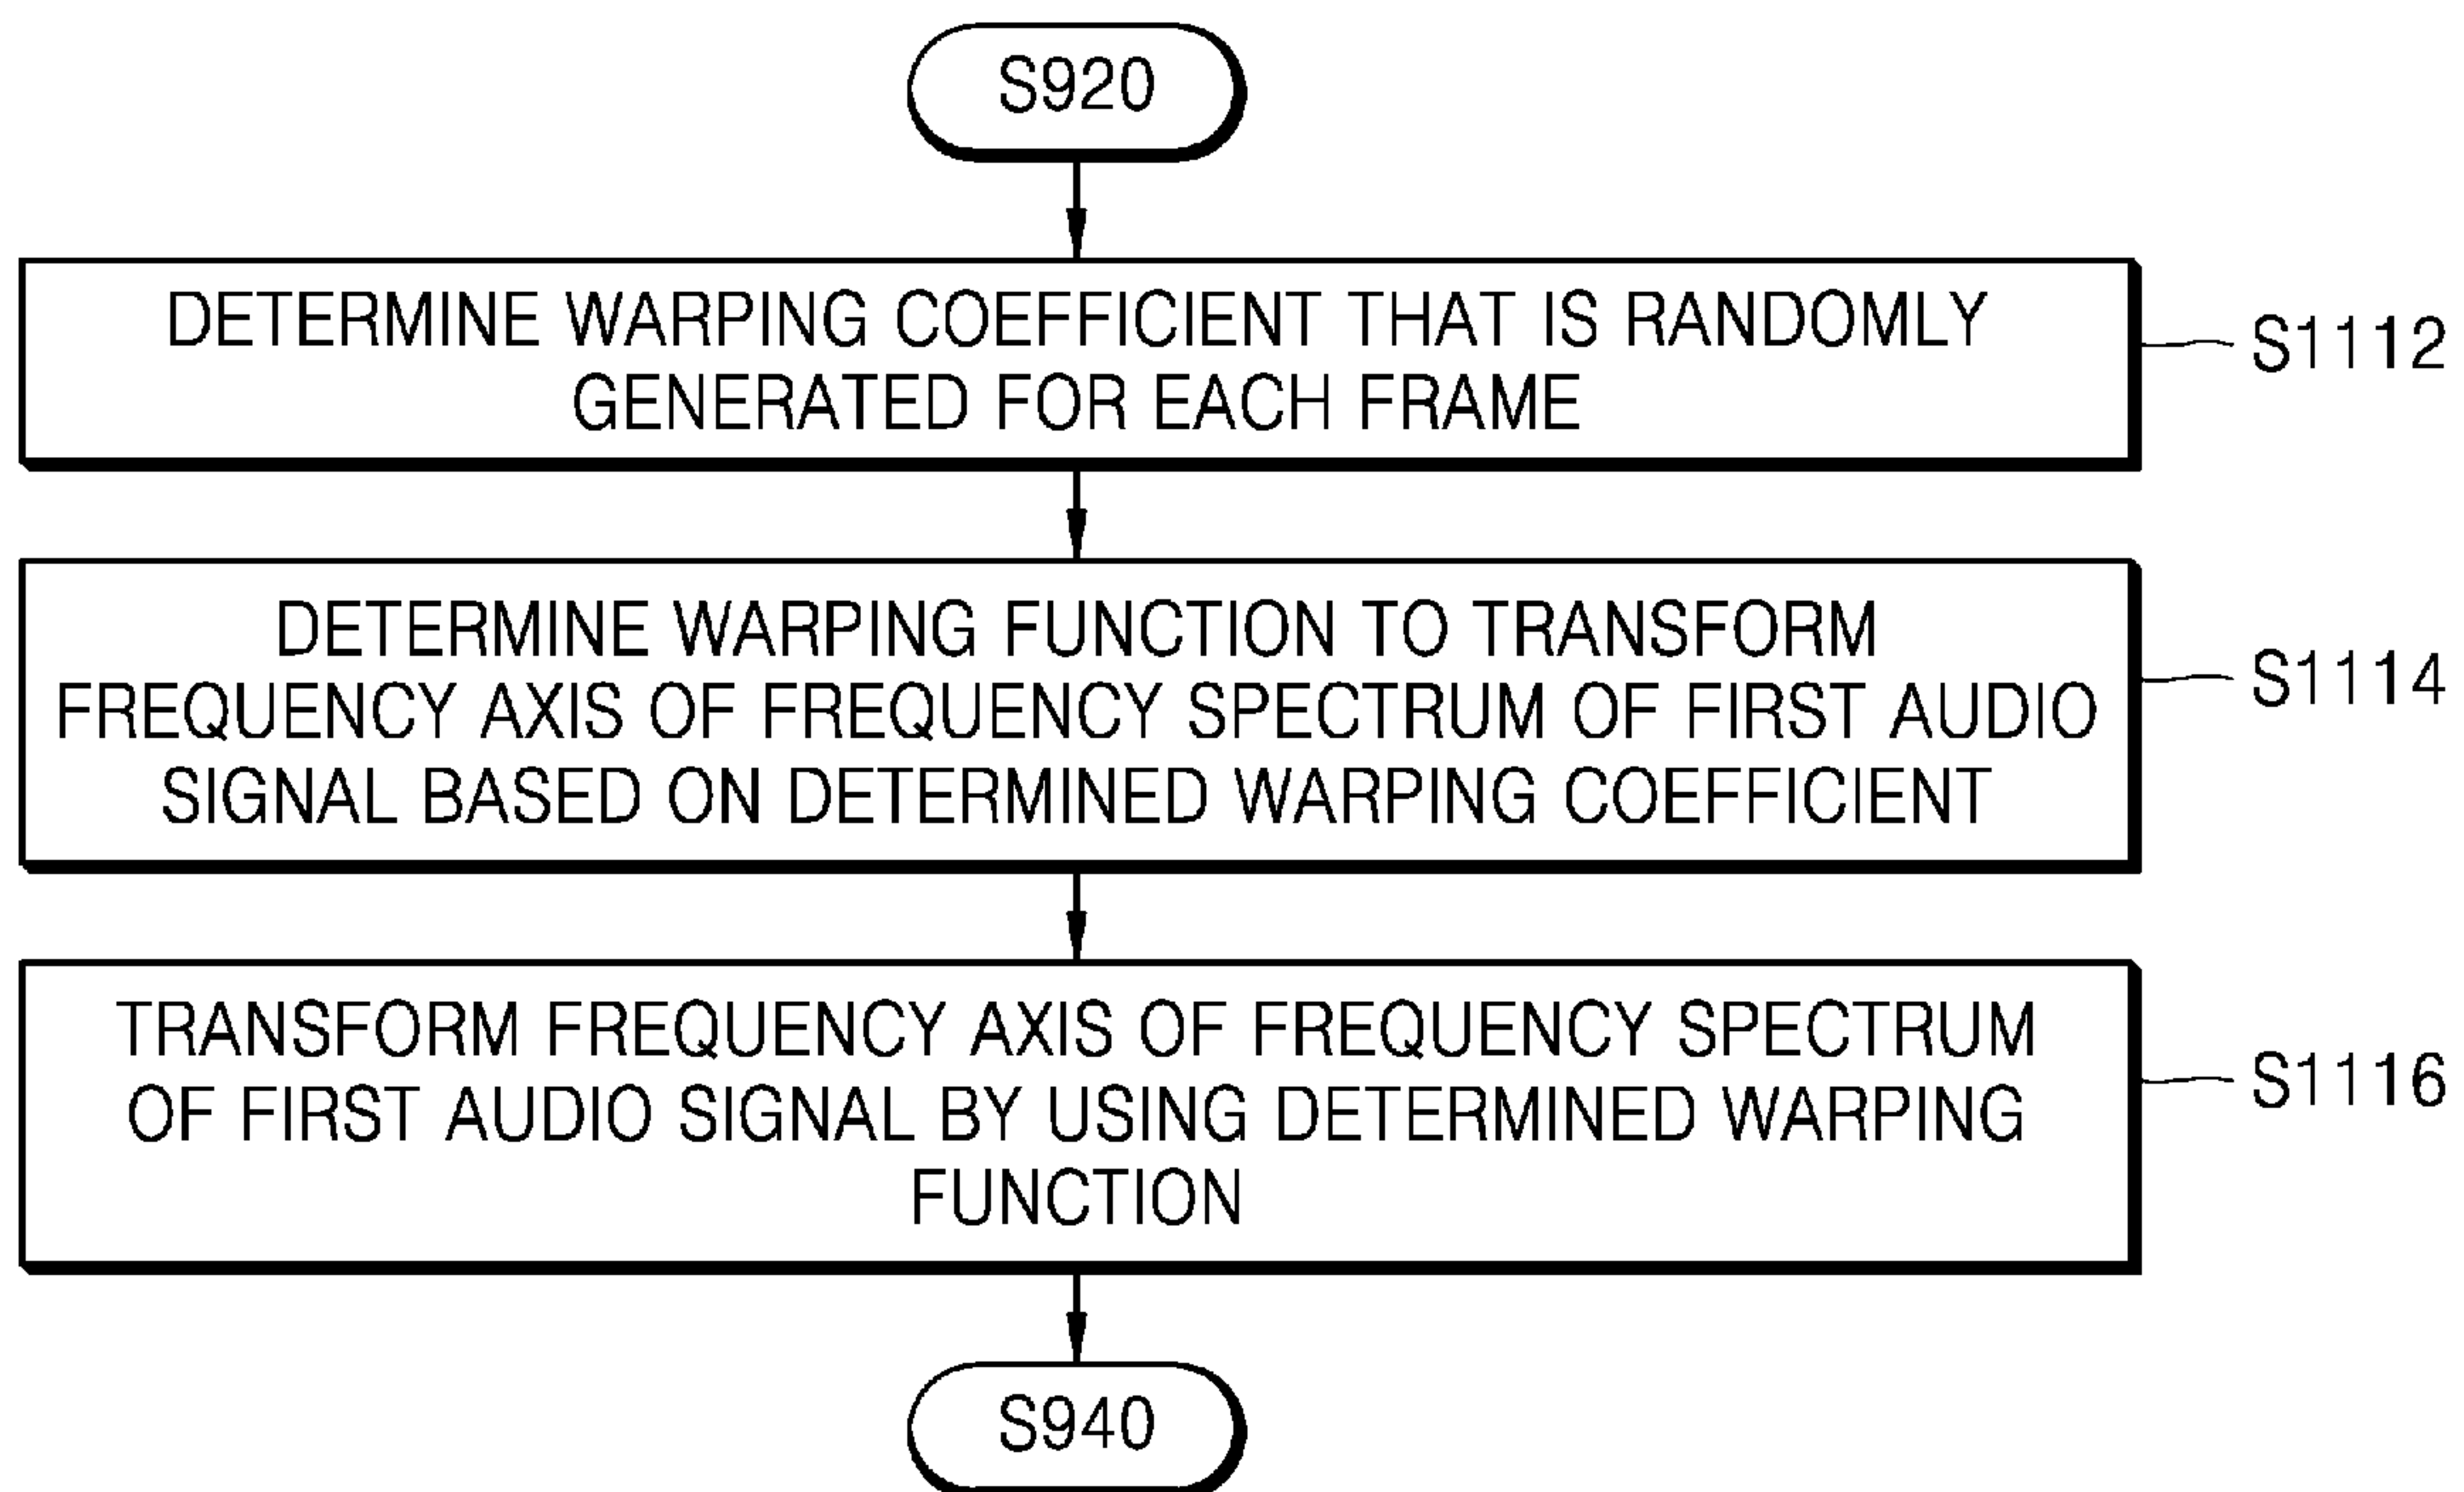 S920
DETERMINE WARPING COEFFICIENT THAT IS RANDOMLY
GENERATED FOR EACH FRAME
S1112
DETERMINE WARPING FUNCTION TO TRANSFORM
FREQUENCY AXIS OF FREQUENCY SPECTRUM OF FIRST AUDIO
SIGNAL BASED ON DETERMINED WARPING COEFFICIENT
S1114
TRANSFORM FREQUENCY AXIS OF FREQUENCY SPECTRUM
OF FIRST AUDIO SIGNAL BY USING DETERMINED WARPING
FUNCTION
S1116
S940